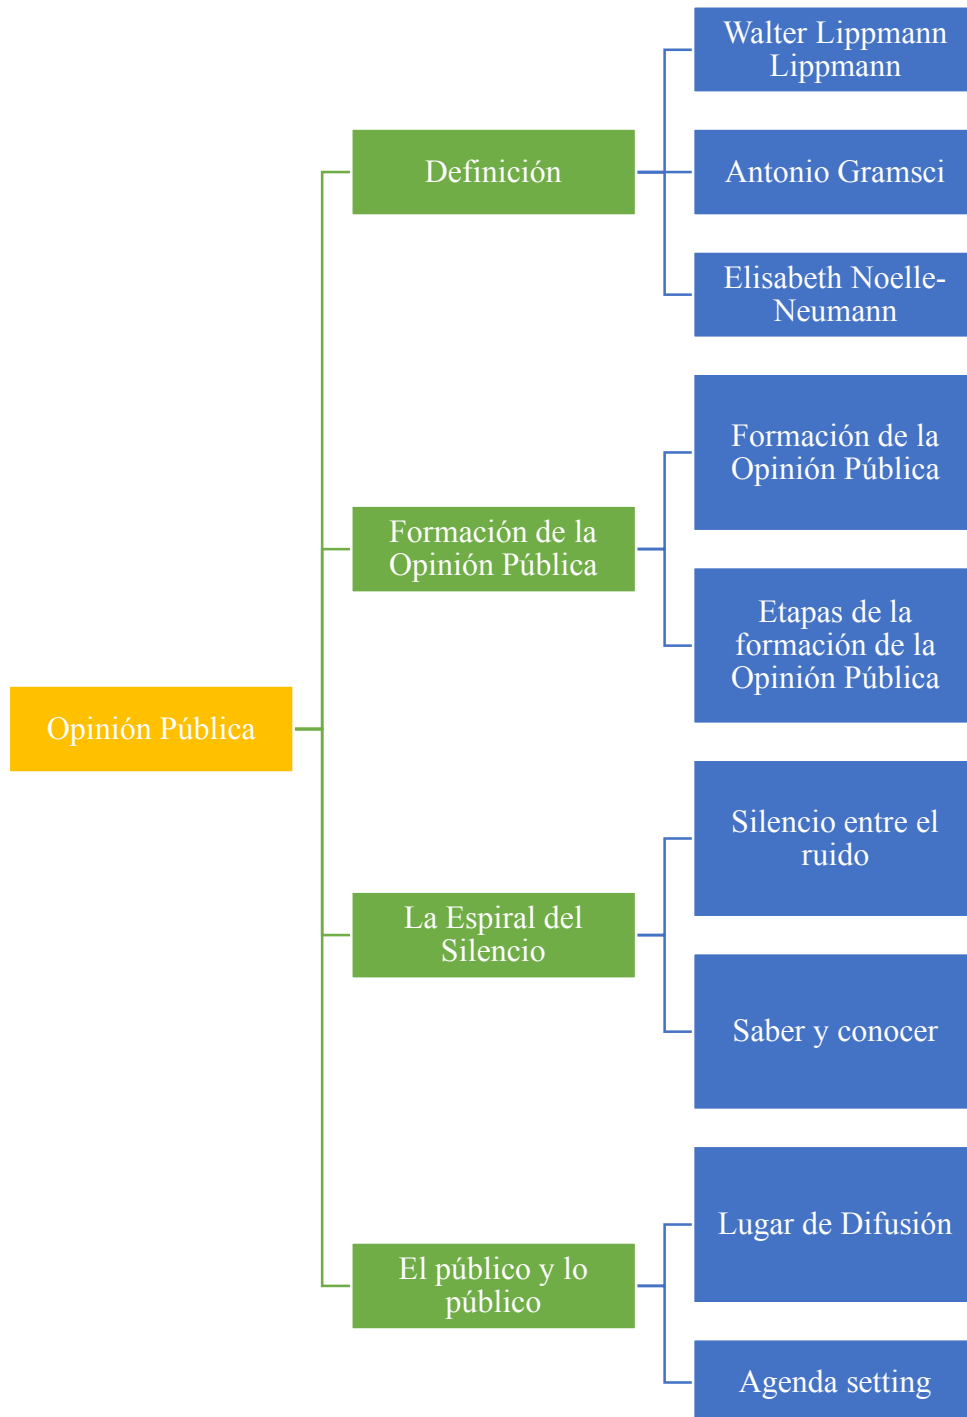 Opinión Pública
Definición
Walter Lippmann
Lippmann
Antonio Gramsci
Elisabeth Noelle-
Neumann
Formación de la
Opinión Pública
Formación de la
Opinión Pública
Etapas de la
formación de la
Opinión Pública
La Espiral del
Silencio
Silencio entre el
ruido
Saber y conocer
El público y lo
público
Lugar de Difusión
Agenda setting